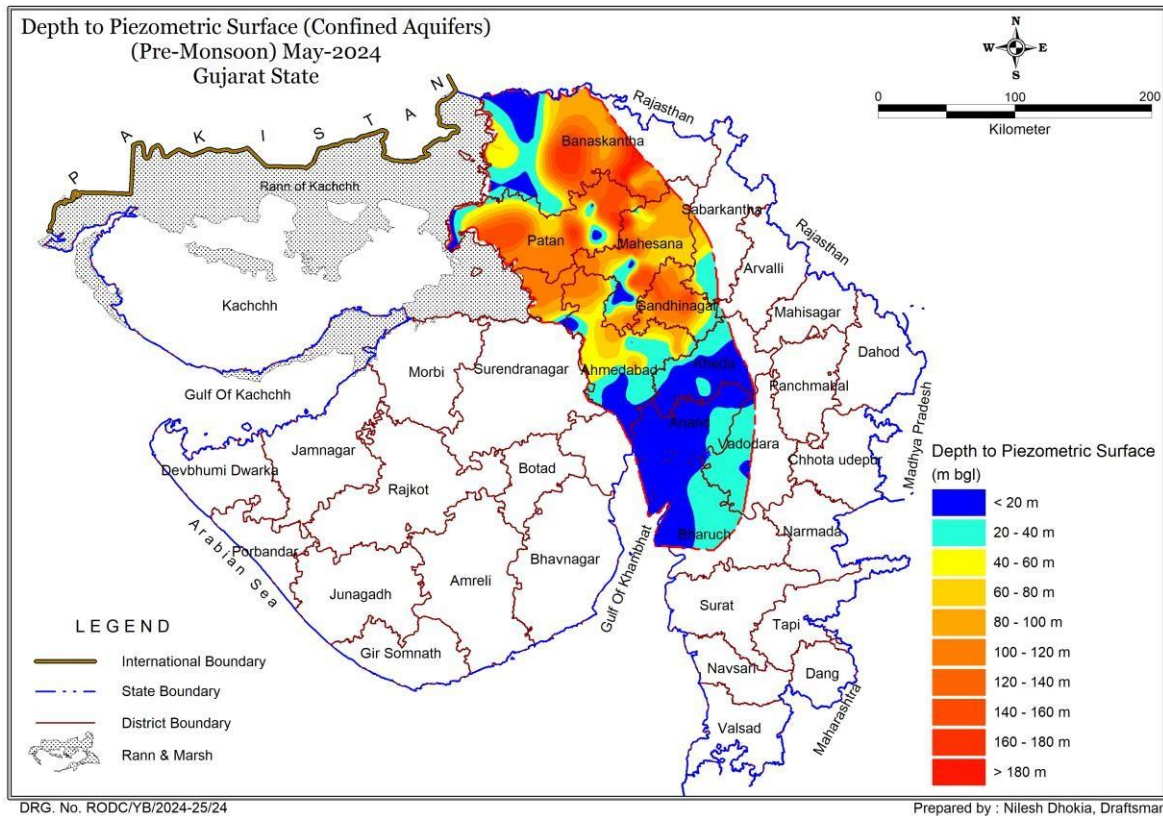 Depth to Piezometric Surface (Confined Aquifers)
(Pre-Monsoon) May-2024
Gujarat State
N
W E
S
0 100 200
Kilometer
PAKISTAN
Rajasthan
Banaskantha
Rann of Kachchh
Sabarkantha
Rajasthan
Patan
Mahesana
Arvalli
Kachchh
Gandhinagar
Mahisagar
Dahod
Morbi
Surendranagar
Ahmedabad
Kheda
Panchmahal
Gulf Of Kachchh
Anand
Madhya Pradesh
Jamnagar
Vadodara
Devbhumi Dwarka
Botad
Chhota udepur
Rajkot
Narmada
Bharuch
Arabian Sea
Porbandar
Bhavnagar
Gulf Of Khambhat
Amreli
Junagadh
Surat
Tapi
Gir Somnath
Navsari
Dang
Maharashtra
Valsad
LEGEND
International Boundary
State Boundary
District Boundary
Rann & Marsh
Depth to Piezometric Surface
(m bgl)
< 20 m
20 - 40 m
40 - 60 m
60 - 80 m
80 - 100 m
100 - 120 m
120 - 140 m
140 - 160 m
160 - 180 m
> 180 m
DRG. No. RODC/YB/2024-25/24
Prepared by : Nilesh Dhokia, Draftsman